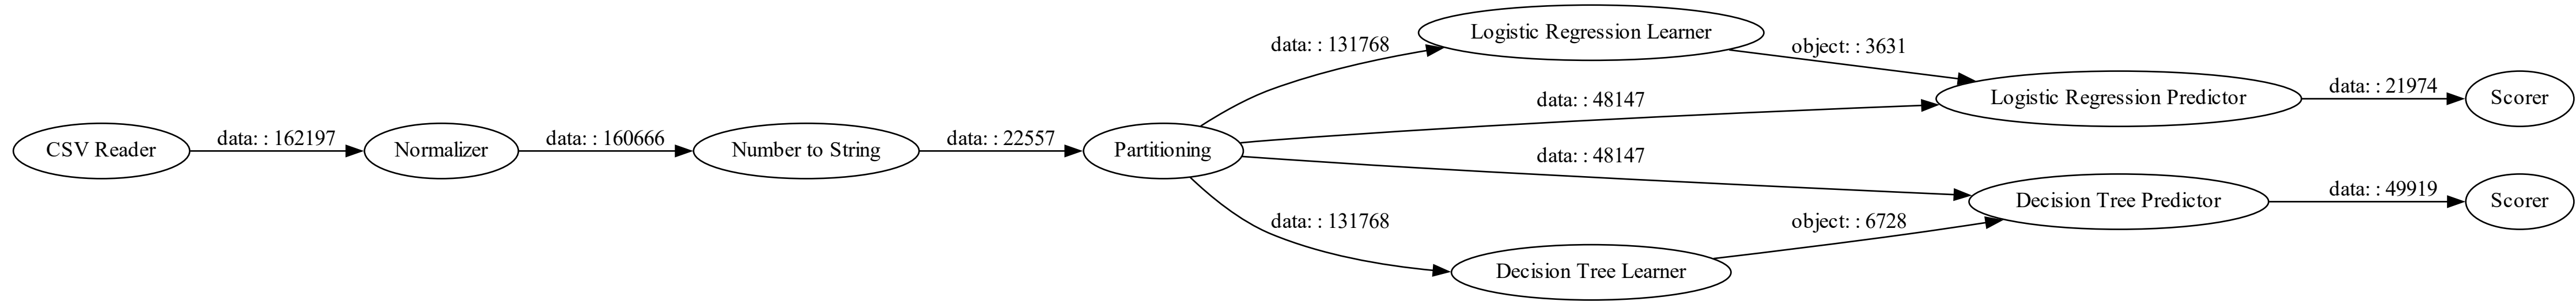 CSV Reader
data: : 162197
Normalizer
data: : 160666
Number to String
data: : 22557
Partitioning
data: : 131768
Logistic Regression Learner
object: : 3631
data: : 48147
Logistic Regression Predictor
data: : 21974
Scorer
data: : 48147
Decision Tree Predictor
data: : 49919
Scorer
data: : 131768
Decision Tree Learner
object: : 6728